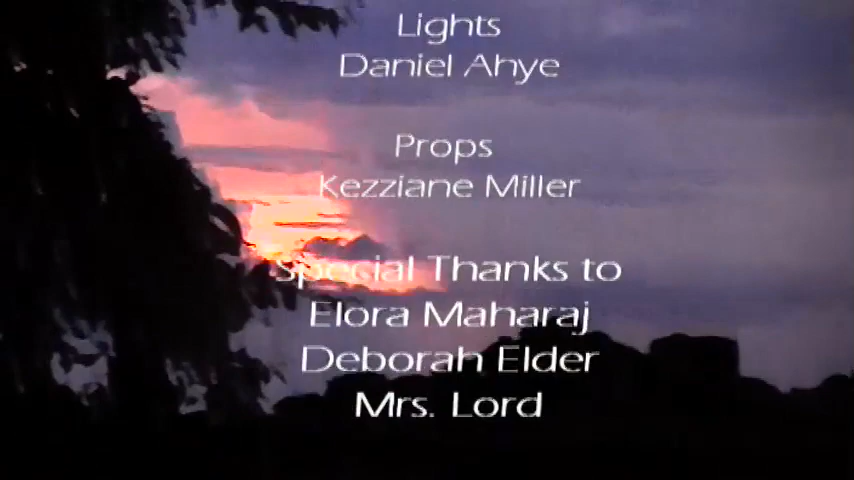 Lights
Daniel Ahye
Props
Kezziane Miller
Special Thanks to
Elora Maharaj
Deborah Elder
Mrs. Lord